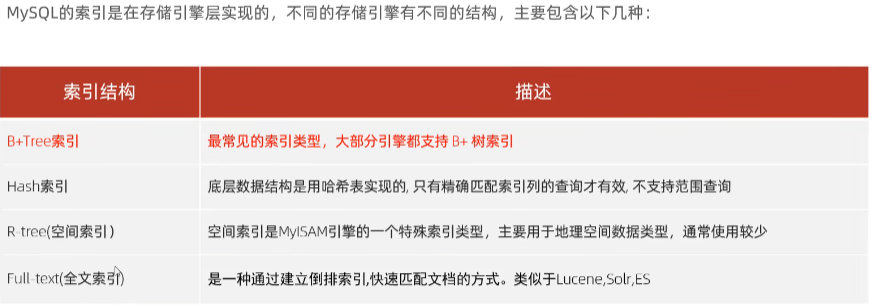 MySQL的索引是在存储引擎层实现的，不同的存储引擎有不同的结构，主要包含以下几种：
索引结构 描述
B+Tree索引 最常见的索引类型，大部分引擎都支持 B+ 树索引
Hash索引 底层数据结构是用哈希表实现的, 只有精确匹配索引列的查询才有效, 不支持范围查询
R-tree(空间索引） 空间索引是MyISAM引擎的一个特殊索引类型，主要用于地理空间数据类型，通常使用较少
Full-text(全文索引) 是一种通过建立倒排索引,快速匹配文档的方式。类似于Lucene,Solr,ES